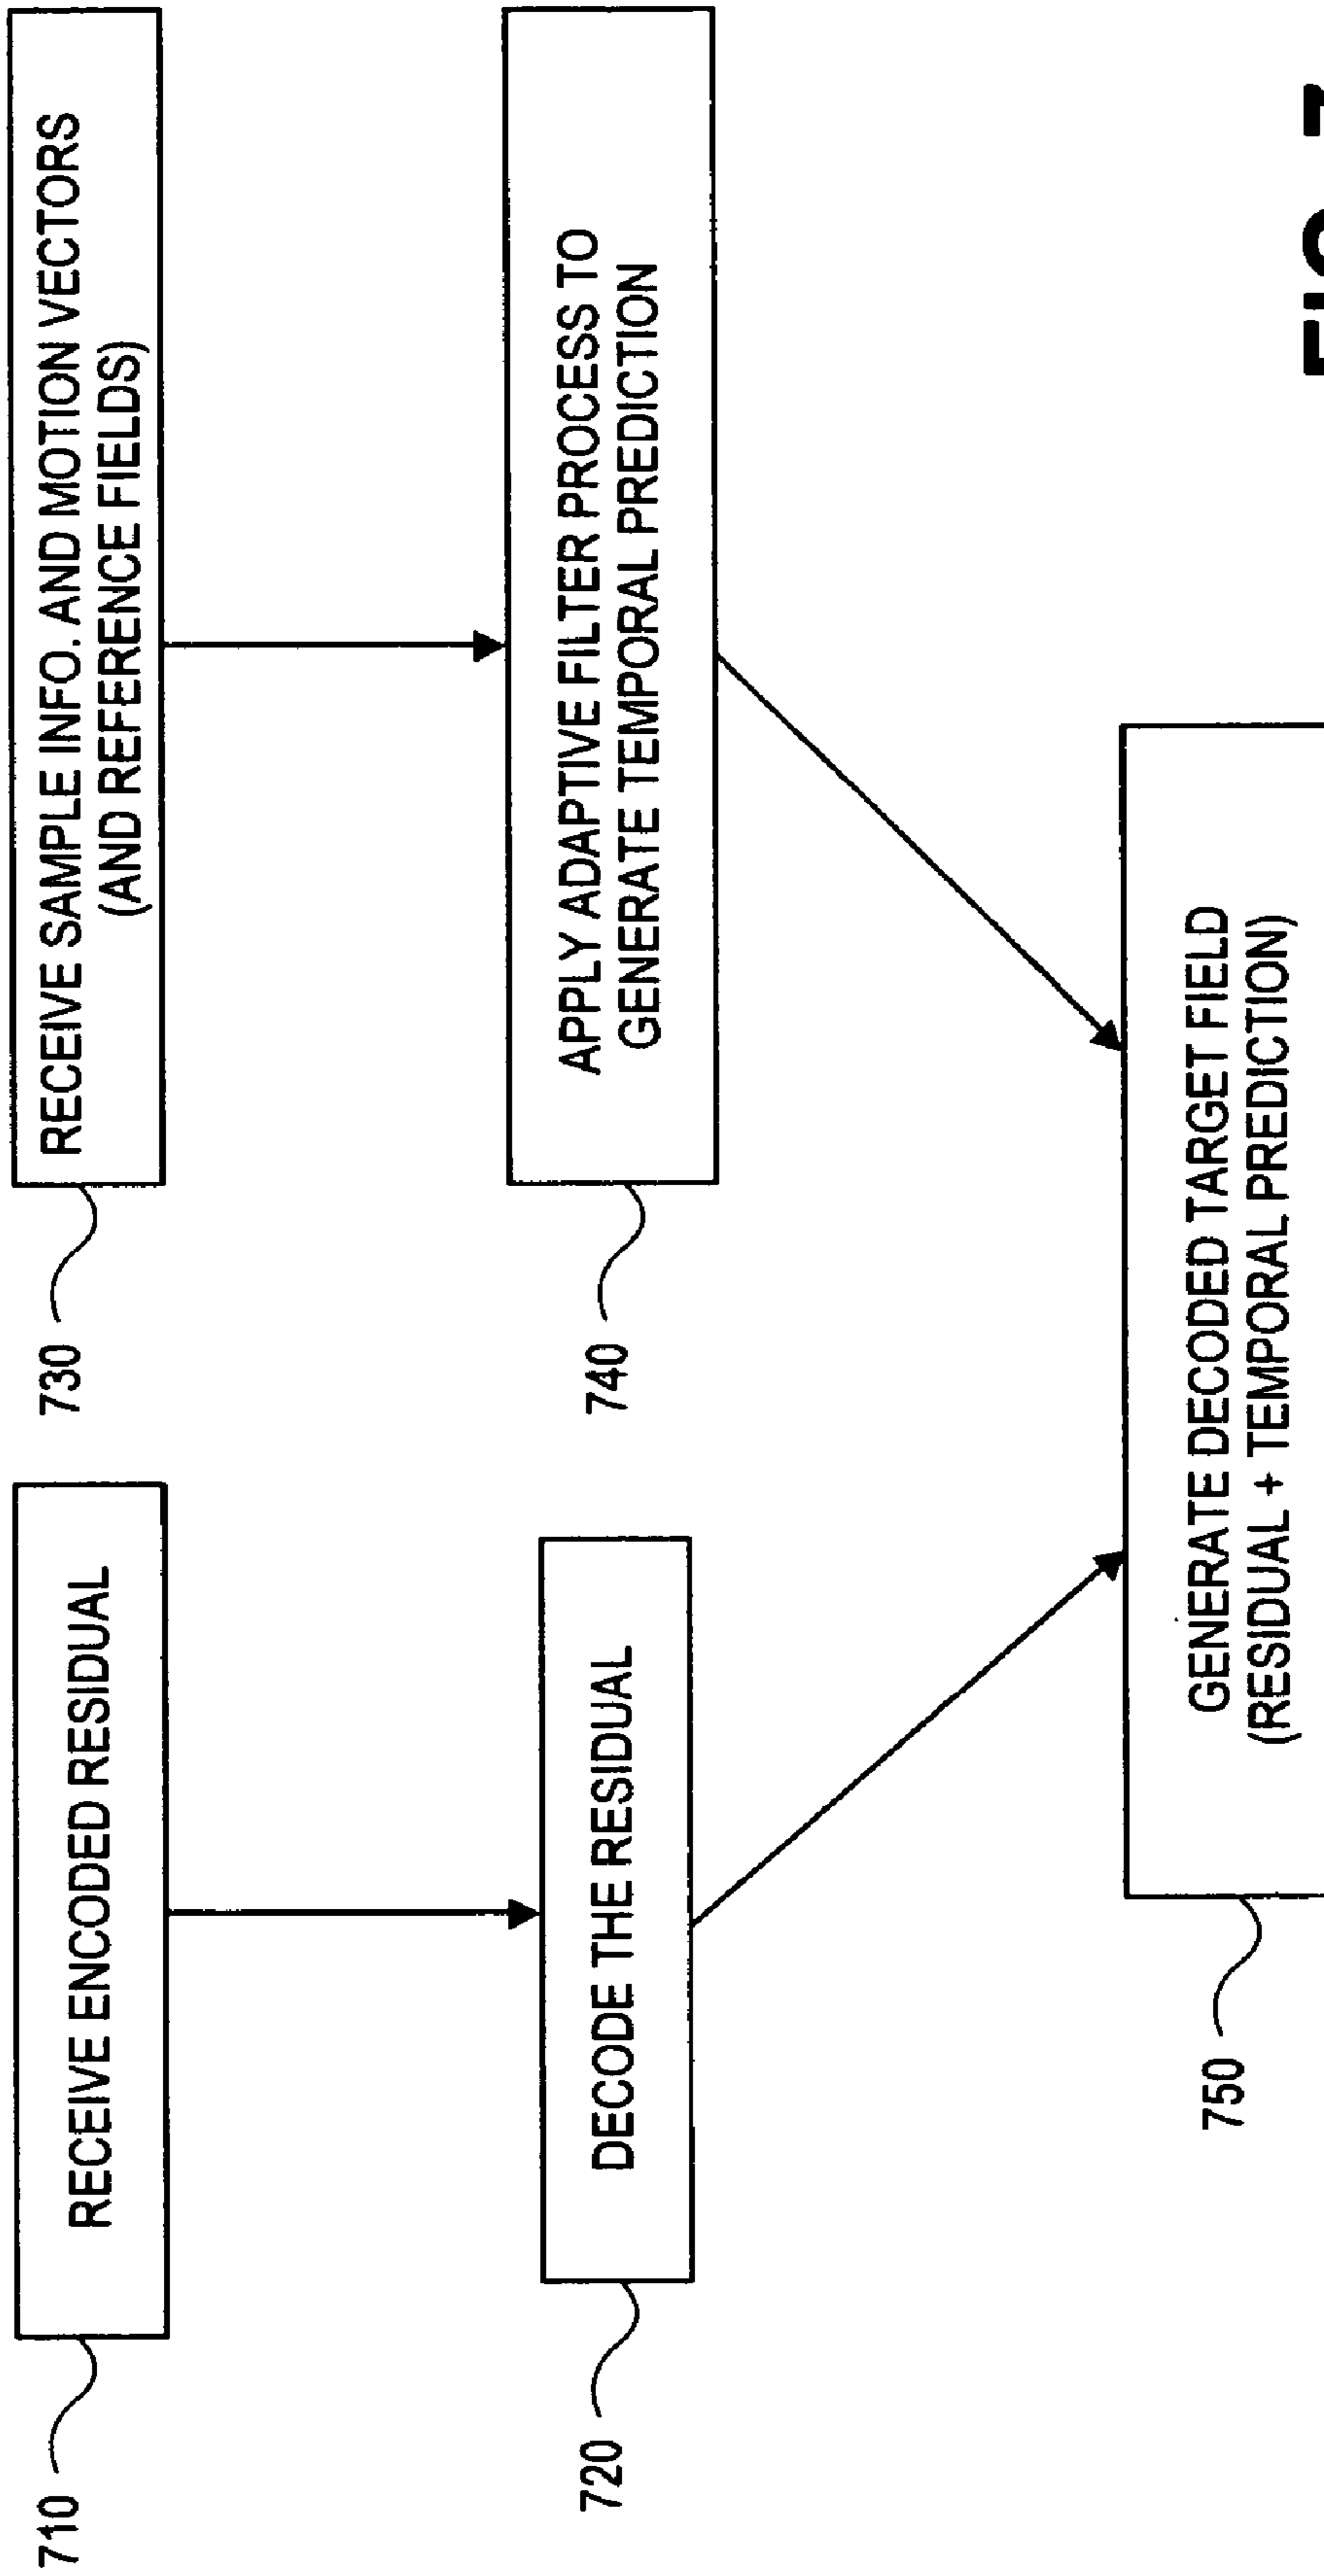 710
RECEIVE ENCODED RESIDUAL
730
RECEIVE SAMPLE INFO. AND MOTION VECTORS
(AND REFERENCE FIELDS)
720
DECODE THE RESIDUAL
740
APPLY ADAPTIVE FILTER PROCESS TO
GENERATE TEMPORAL PREDICTION
750
GENERATE DECODED TARGET FIELD
(RESIDUAL + TEMPORAL PREDICTION)